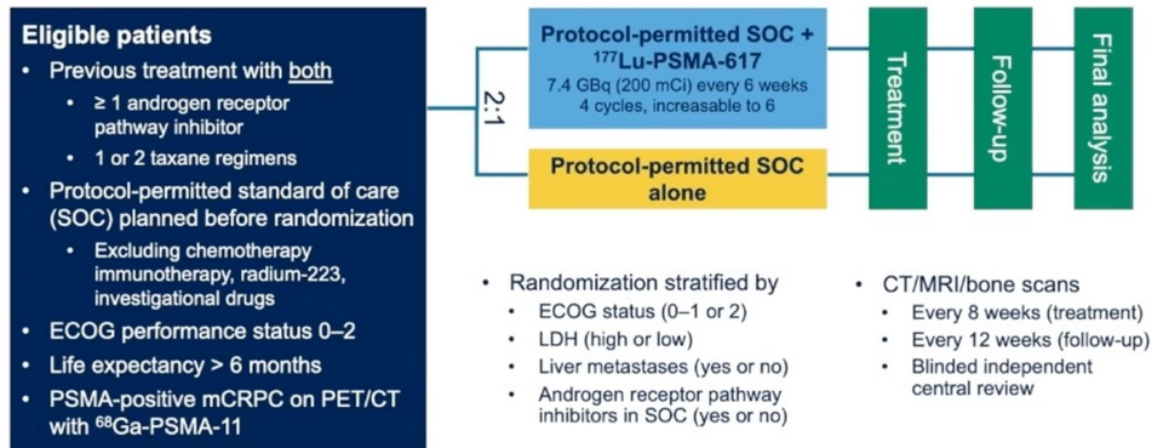 Eligible patients
• Previous treatment with both
• ≥ 1 androgen receptor
pathway inhibitor
• 1 or 2 taxane regimens
• Protocol-permitted standard of care
(SOC) planned before randomization
• Excluding chemotherapy
immunotherapy, radium-223,
investigational drugs
• ECOG performance status 0–2
• Life expectancy > 6 months
• PSMA-positive mCRPC on PET/CT
with ⁶⁸Ga-PSMA-11
2:1
Protocol-permitted SOC +
¹⁷⁷Lu-PSMA-617
7.4 GBq (200 mCi) every 6 weeks
4 cycles, increasable to 6
Protocol-permitted SOC
alone
Treatment
Follow-up
Final analysis
• Randomization stratified by
• ECOG status (0–1 or 2)
• LDH (high or low)
• Liver metastases (yes or no)
• Androgen receptor pathway
inhibitors in SOC (yes or no)
• CT/MRI/bone scans
• Every 8 weeks (treatment)
• Every 12 weeks (follow-up)
• Blinded independent
central review